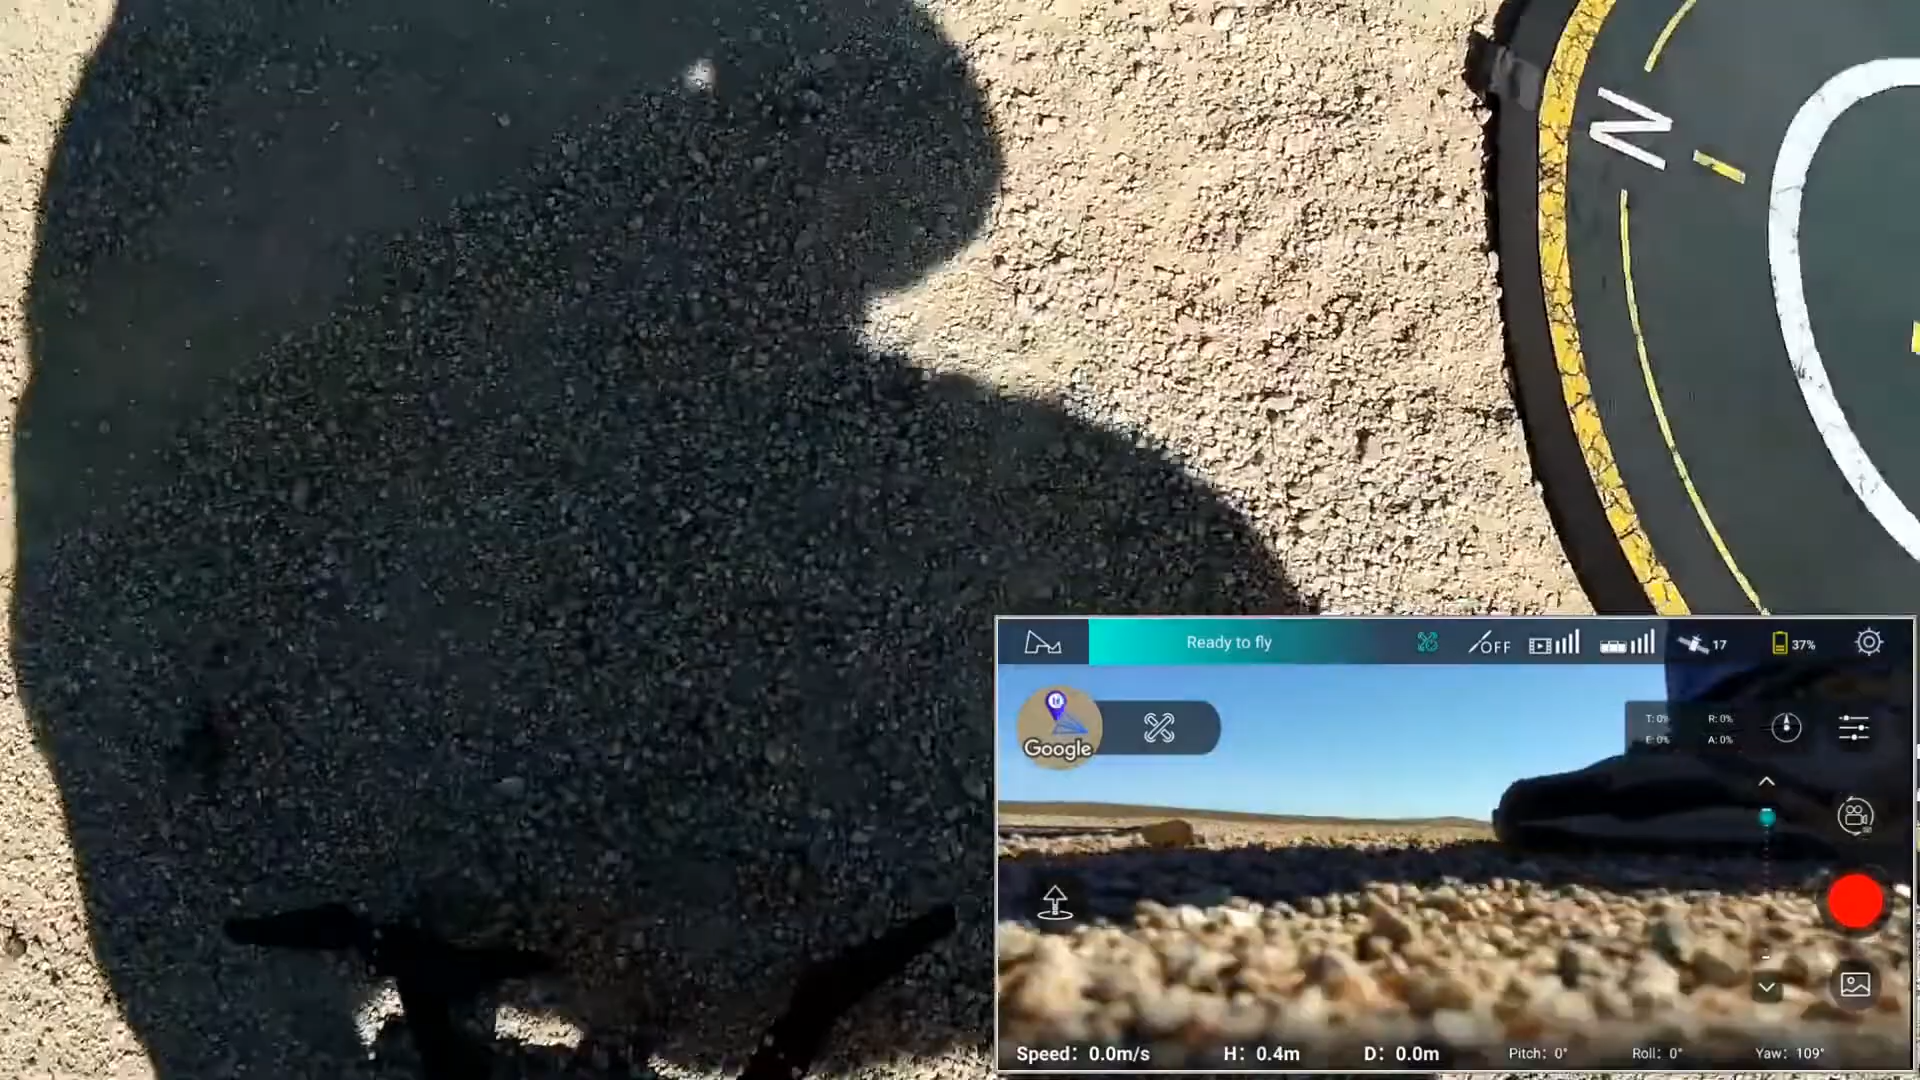 N
Ready to fly
OFF
17
37%
Google
T: 0%
R: 0%
E: 0%
A: 0%
Speed: 0.0m/s
H: 0.4m
D: 0.0m
Pitch: 0°
Roll: 0°
Yaw: 109°